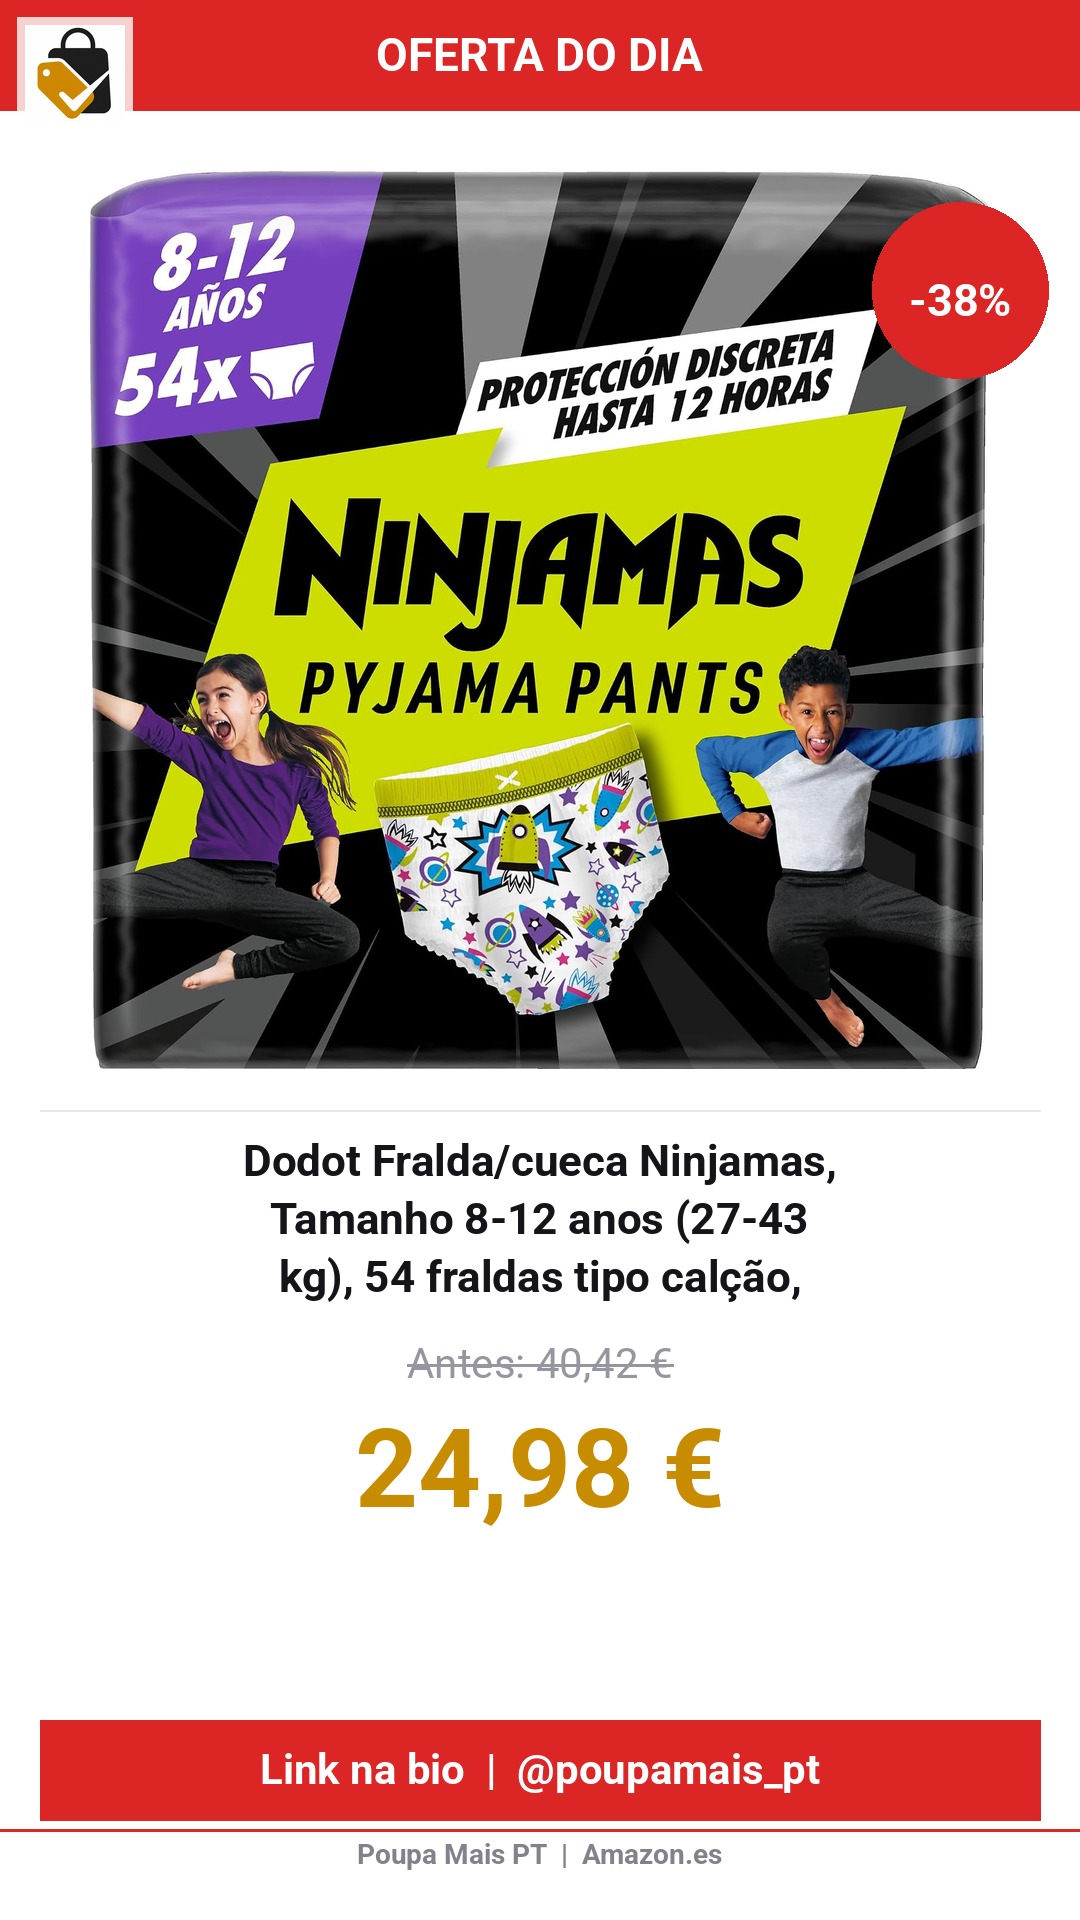 OFERTA DO DIA
8-12
AÑOS
54x
-38%
PROTECCIÓN DISCRETA
HASTA 12 HORAS
NINJAMAS
PYJAMA PANTS
Dodot Fralda/cueca Ninjamas,
Tamanho 8-12 anos (27-43
kg), 54 fraldas tipo calção,
Antes: 40,42 €
24,98 €
Link na bio | @poupamais_pt
Poupa Mais PT | Amazon.es